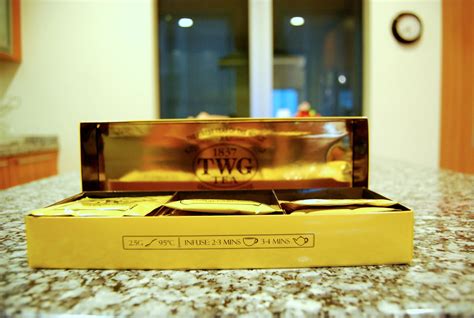 1837
TWG
TEA
2.5G 95°C INFUSE: 2-3 MINS 3-4 MINS